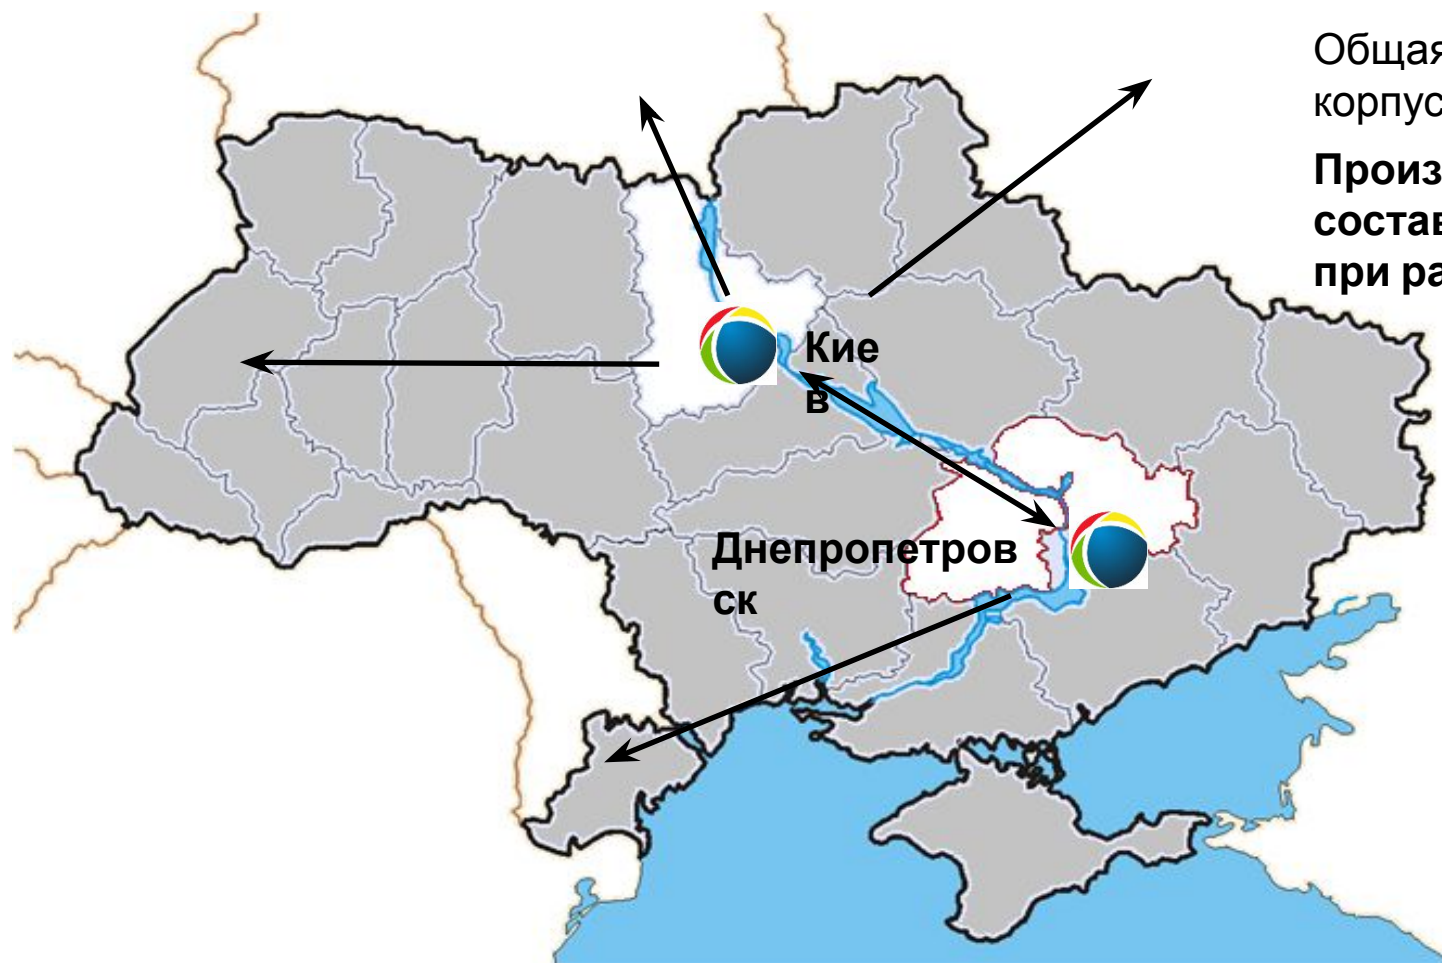 Общая
корпус
Произ
состав
при ра
Кие
в
Днепропетров
ск